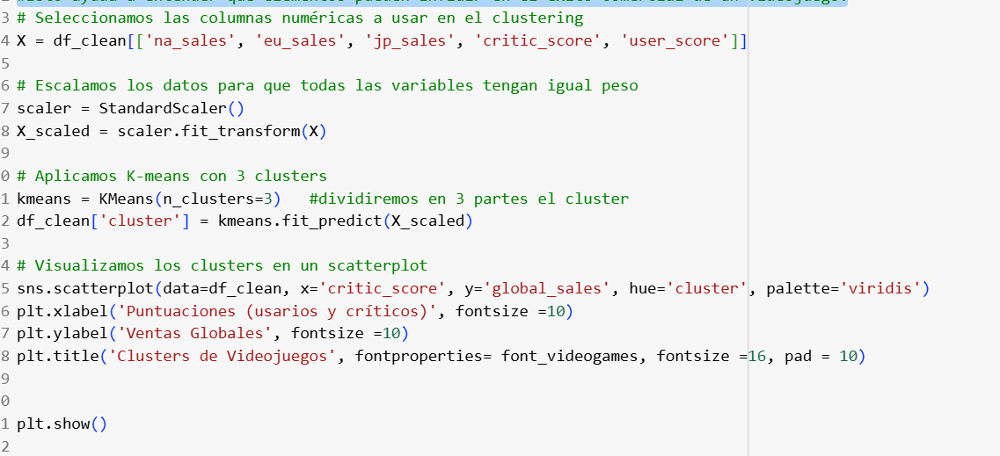 3 # Seleccionamos las columnas numéricas a usar en el clustering
4 X = df_clean[['na_sales', 'eu_sales', 'jp_sales', 'critic_score', 'user_score']]
5
6 # Escalamos los datos para que todas las variables tengan igual peso
7 scaler = StandardScaler()
8 X_scaled = scaler.fit_transform(X)
9
0 # Aplicamos K-means con 3 clusters
1 kmeans = KMeans(n_clusters=3)   #dividiremos en 3 partes el cluster
2 df_clean['cluster'] = kmeans.fit_predict(X_scaled)
3
4 # Visualizamos los clusters en un scatterplot
5 sns.scatterplot(data=df_clean, x='critic_score', y='global_sales', hue='cluster', palette='viridis')
6 plt.xlabel('Puntuaciones (usarios y críticos)', fontsize =10)
7 plt.ylabel('Ventas Globales', fontsize =10)
8 plt.title('Clusters de Videojuegos', fontproperties= font_videogames, fontsize =16, pad = 10)
9
0
1 plt.show()
2